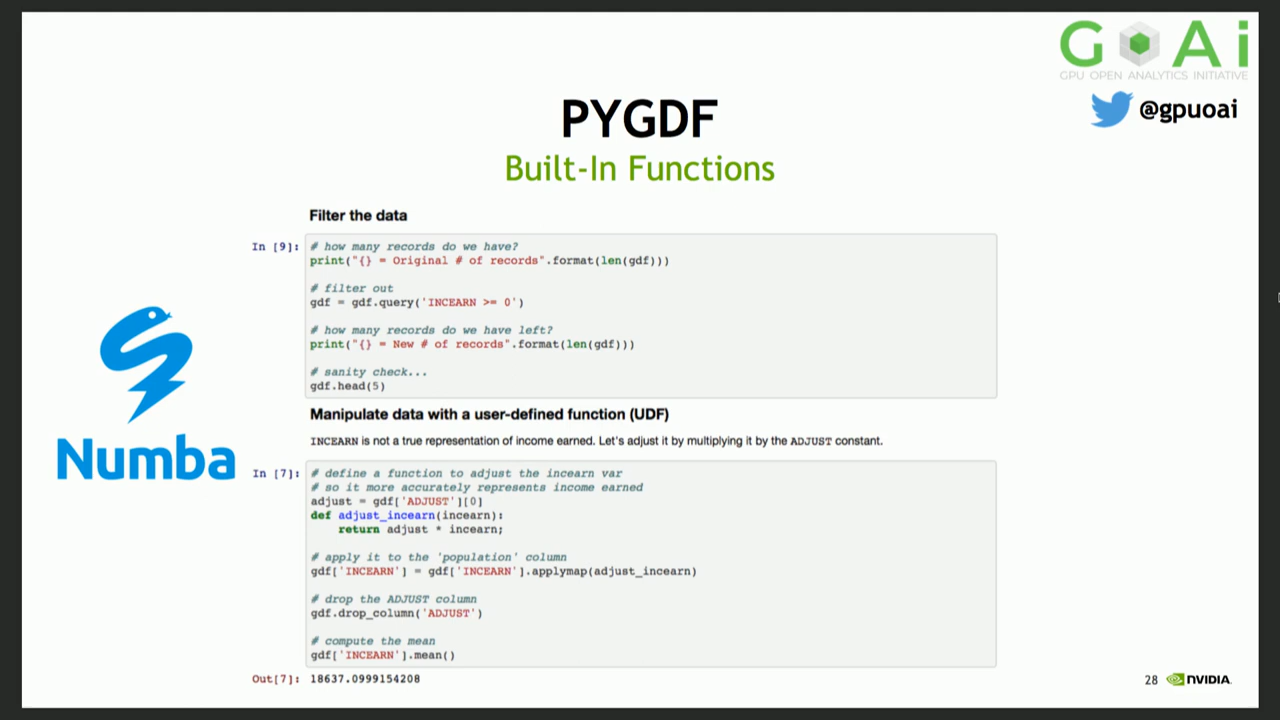 GOAi
GPU OPEN ANALYTICS INITIATIVE
@gpuoai
PYGDF
Built-In Functions
Filter the data
In [9]: # how many records do we have?
print("{} = Original # of records".format(len(gdf)))
# filter out
gdf = gdf.query('INCEARN >= 0')
# how many records do we have left?
print("{} = New # of records".format(len(gdf)))
# sanity check...
gdf.head(5)
Numba
Manipulate data with a user-defined function (UDF)
INCEARN is not a true representation of income earned. Let's adjust it by multiplying it by the ADJUST constant.
In [7]: # define a function to adjust the incearn var
# so it more accurately represents income earned
adjust = gdf['ADJUST'][0]
def adjust_incearn(incearn):
return adjust * incearn;
# apply it to the 'population' column
gdf['INCEARN'] = gdf['INCEARN'].applymap(adjust_incearn)
# drop the ADJUST column
gdf.drop_column('ADJUST')
# compute the mean
gdf['INCEARN'].mean()
Out[7]: 18637.0999154208
28 NVIDIA.